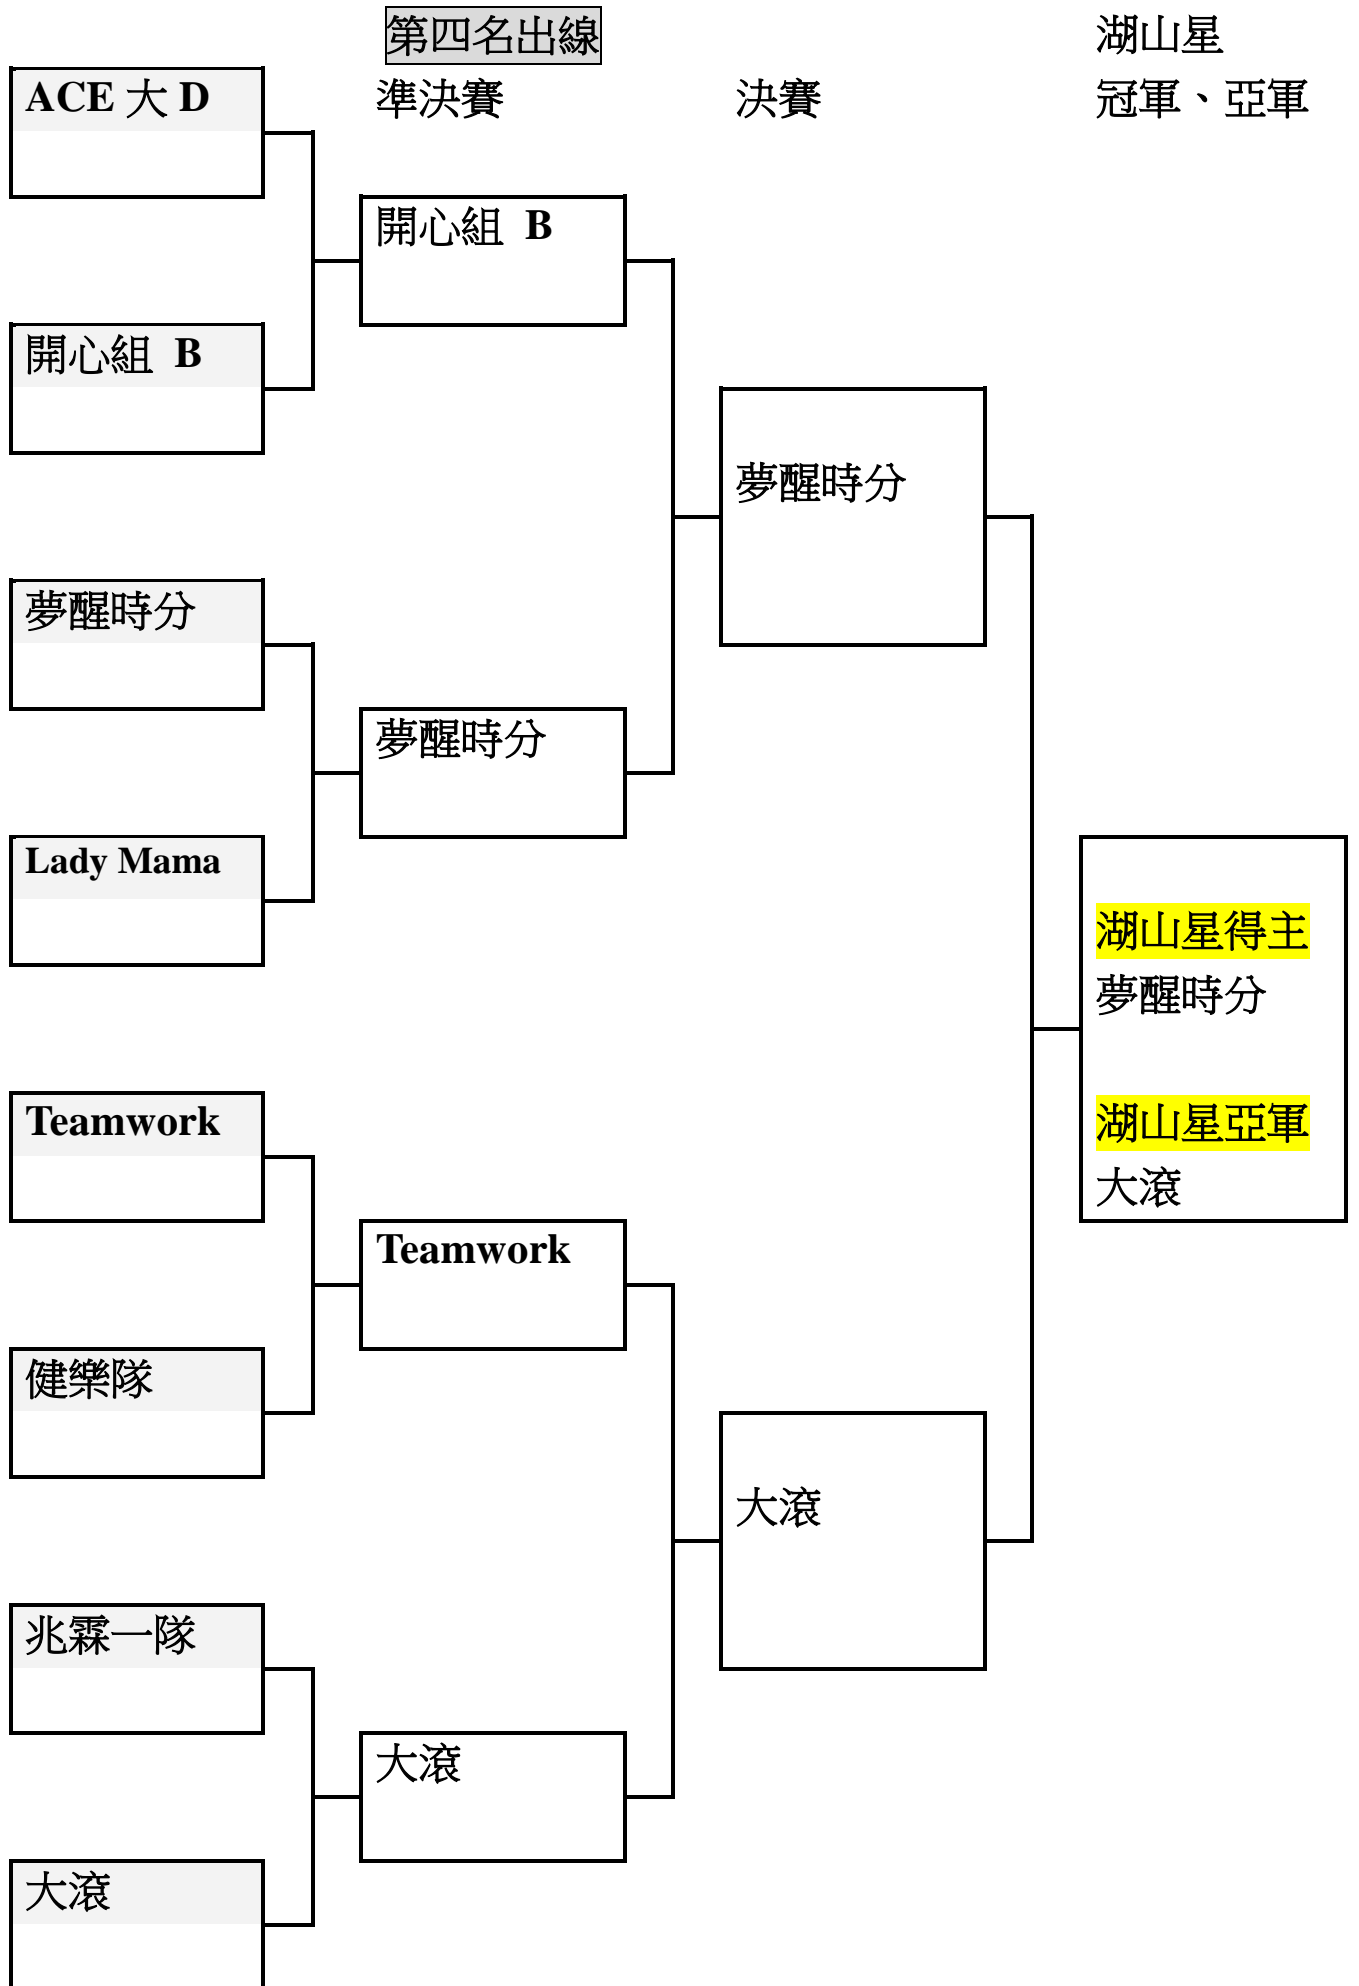 第四名出線
湖山星
準決賽
決賽
冠軍、亞軍
ACE 大 D
開心組 B
開心組 B
夢醒時分
夢醒時分
夢醒時分
Lady Mama
湖山星得主
夢醒時分
湖山星亞軍
大滾
Teamwork
Teamwork
健樂隊
大滾
兆霖一隊
大滾
大滾